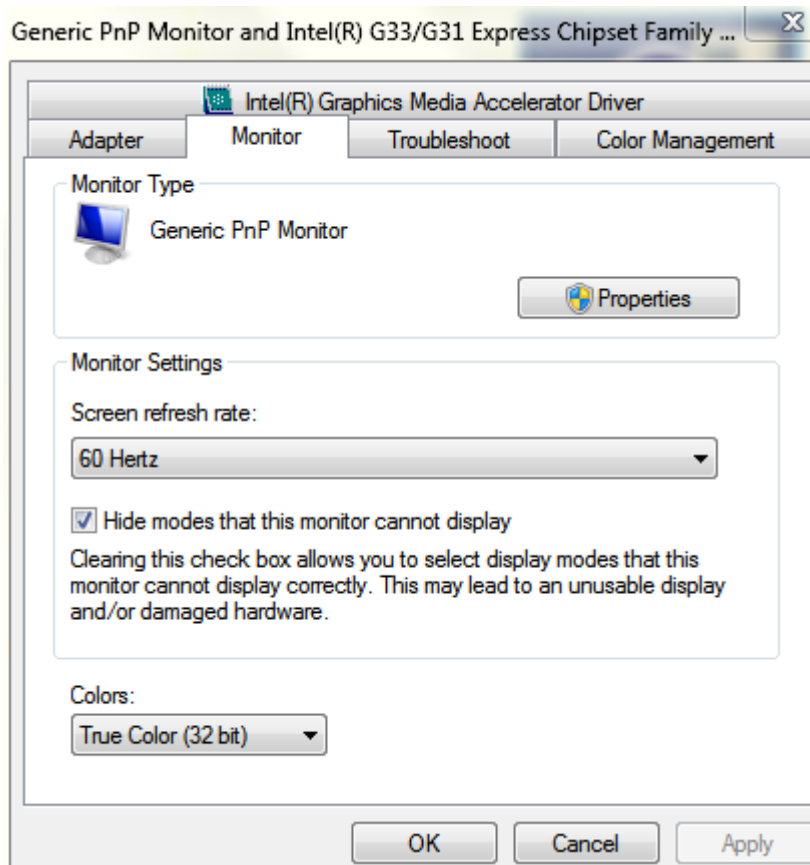 Generic PnP Monitor and Intel(R) G33/G31 Express Chipset Family ...
Intel(R) Graphics Media Accelerator Driver
Adapter Monitor Troubleshoot Color Management
Monitor Type
Generic PnP Monitor
Properties
Monitor Settings
Screen refresh rate:
60 Hertz
Hide modes that this monitor cannot display
Clearing this check box allows you to select display modes that this
monitor cannot display correctly. This may lead to an unusable display
and/or damaged hardware.
Colors:
True Color (32 bit)
OK Cancel Apply